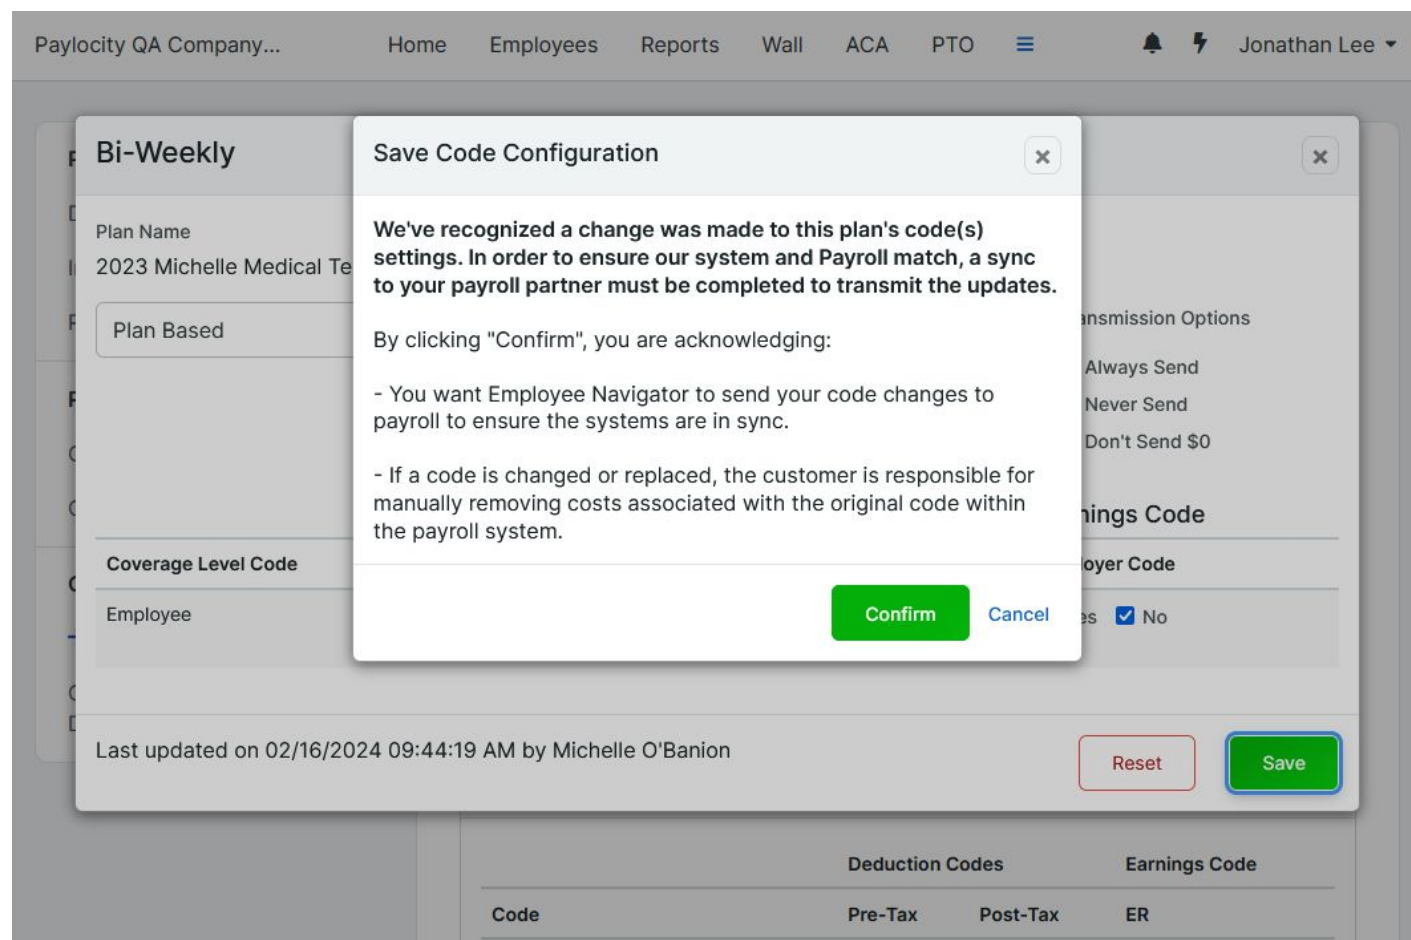 Paylocity QA Company... Home Employees Reports Wall ACA PTO Jonathan Lee
Bi-Weekly
Save Code Configuration
Plan Name
2023 Michelle Medical Te
Plan Based
We've recognized a change was made to this plan's code(s)
settings. In order to ensure our system and Payroll match, a sync
to your payroll partner must be completed to transmit the updates.
By clicking "Confirm", you are acknowledging:
- You want Employee Navigator to send your code changes to
payroll to ensure the systems are in sync.
- If a code is changed or replaced, the customer is responsible for
manually removing costs associated with the original code within
the payroll system.
Confirm Cancel
Options
Always Send
Never Send
Don't Send $0
Code
Coverage Level Code
Code
Employee
No
Last updated on 02/16/2024 09:44:19 AM by Michelle O'Banion
Reset Save
Deduction Codes Earnings Code
Code Pre-Tax Post-Tax ER